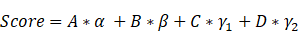 Score = A * α + B * β + C * γ₁ + D * γ₂